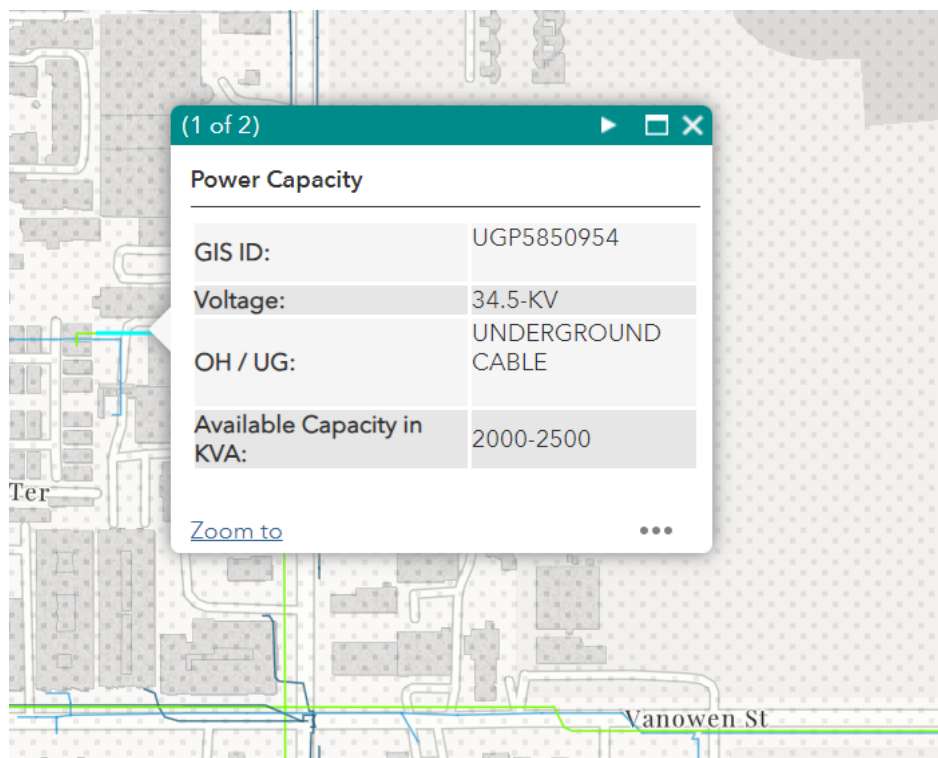 (1 of 2)
Power Capacity
GIS ID:
UGP5850954
Voltage:
34.5-KV
OH / UG:
UNDERGROUND
CABLE
Available Capacity in
KVA:
2000-2500
Ter
Zoom to
Vanowen St